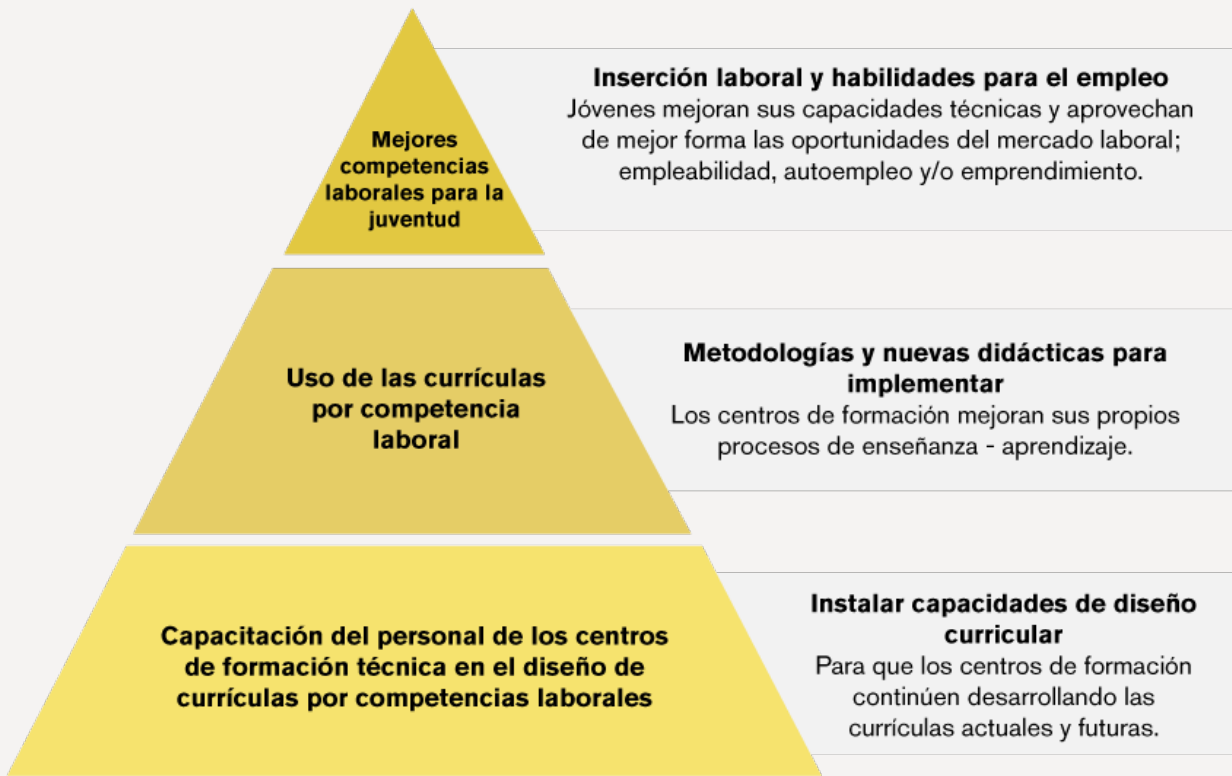 Mejores
competencias
laborales para la
juventud
Inserción laboral y habilidades para el empleo
Jóvenes mejoran sus capacidades técnicas y aprovechan
de mejor forma las oportunidades del mercado laboral;
empleabilidad, autoempleo y/o emprendimiento.
Uso de las currículas
por competencia
laboral
Metodologías y nuevas didácticas para
implementar
Los centros de formación mejoran sus propios
procesos de enseñanza - aprendizaje.
Capacitación del personal de los centros
de formación técnica en el diseño de
currículas por competencias laborales
Instalar capacidades de diseño
curricular
Para que los centros de formación
continúen desarrollando las
currículas actuales y futuras.